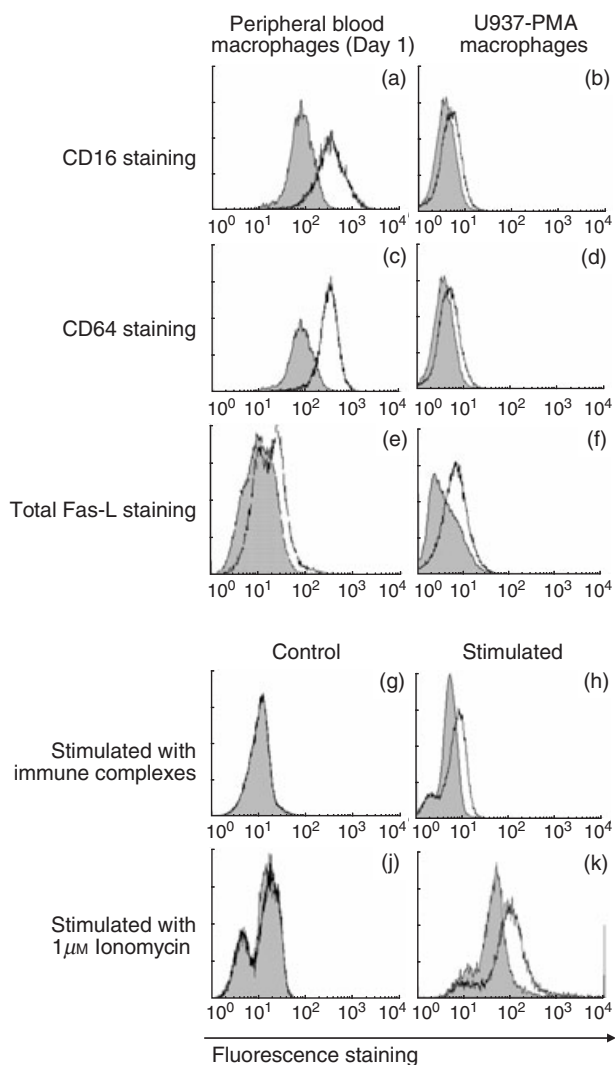 Peripheral blood
macrophages (Day 1)
U937-PMA
macrophages
CD16 staining
(a)
10⁰ 10¹ 10² 10³ 10⁴
(b)
10⁰ 10¹ 10² 10³ 10⁴
CD64 staining
(c)
10⁰ 10¹ 10² 10³ 10⁴
(d)
10⁰ 10¹ 10² 10³ 10⁴
Total Fas-L staining
(e)
10⁰ 10¹ 10² 10³ 10⁴
(f)
10⁰ 10¹ 10² 10³ 10⁴
Control
Stimulated
Stimulated with
immune complexes
(g)
10⁰ 10¹ 10² 10³ 10⁴
(h)
10⁰ 10¹ 10² 10³ 10⁴
Stimulated with
1μM Ionomycin
(j)
10⁰ 10¹ 10² 10³ 10⁴
(k)
10⁰ 10¹ 10² 10³ 10⁴
Fluorescence staining